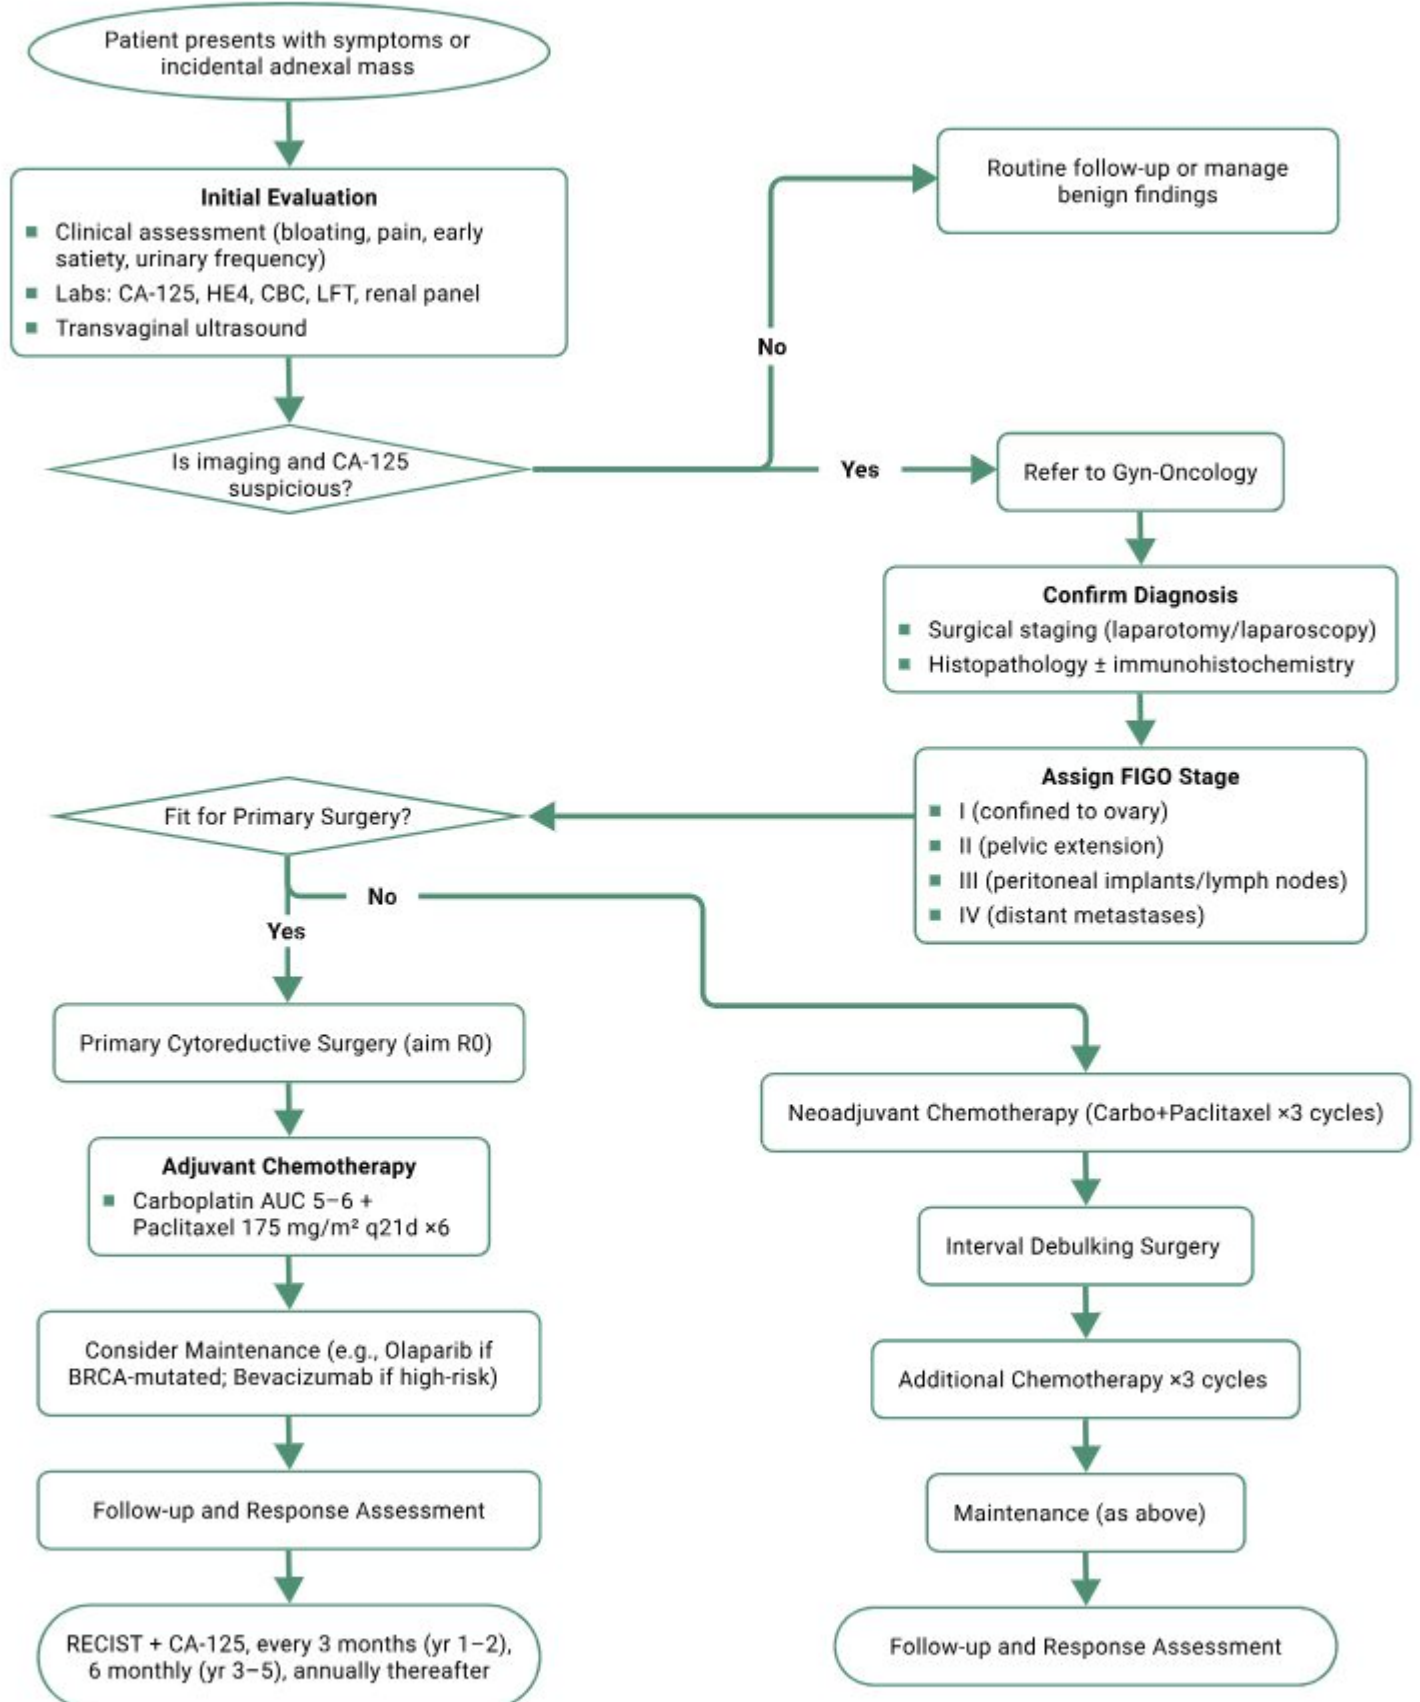 Patient presents with symptoms or
incidental adnexal mass
Initial Evaluation
Clinical assessment (bloating, pain, early
satiety, urinary frequency)
Labs: CA-125, HE4, CBC, LFT, renal panel
Transvaginal ultrasound
Is imaging and CA-125
suspicious?
No
Routine follow-up or manage
benign findings
Yes
Refer to Gyn-Oncology
Confirm Diagnosis
Surgical staging (laparotomy/laparoscopy)
Histopathology ± immunohistochemistry
Assign FIGO Stage
I (confined to ovary)
II (pelvic extension)
III (peritoneal implants/lymph nodes)
IV (distant metastases)
Fit for Primary Surgery?
No
Yes
Primary Cytoreductive Surgery (aim R0)
Adjuvant Chemotherapy
Carboplatin AUC 5–6 +
Paclitaxel 175 mg/m² q21d ×6
Consider Maintenance (e.g., Olaparib if
BRCA-mutated; Bevacizumab if high-risk)
Follow-up and Response Assessment
RECIST + CA-125, every 3 months (yr 1–2),
6 monthly (yr 3–5), annually thereafter
Neoadjuvant Chemotherapy (Carbo+Paclitaxel ×3 cycles)
Interval Debulking Surgery
Additional Chemotherapy ×3 cycles
Maintenance (as above)
Follow-up and Response Assessment